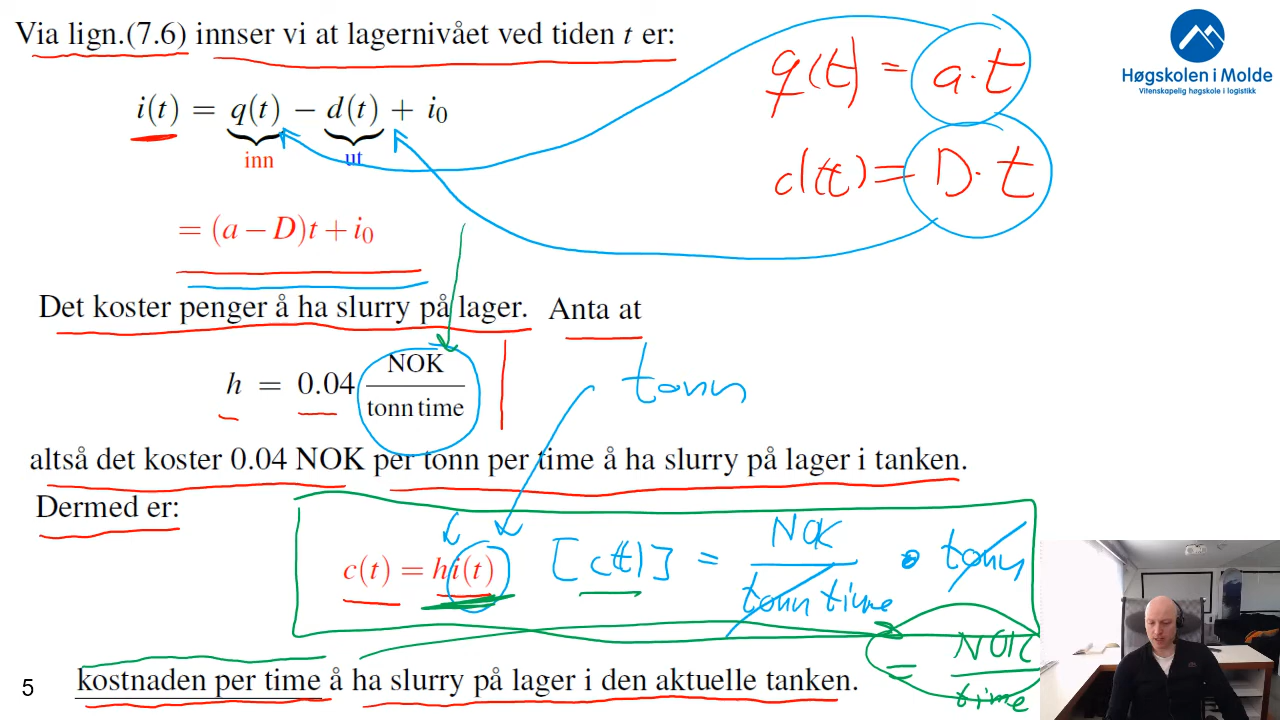 Via lign.(7.6) innser vi at lagernivået ved tiden t er:
q(t) = a·t
Høgskolen i Molde
Vitenskapelig høgskole i logistikk
i(t) = q(t) − d(t) + i₀
inn ut
d(t) = D·t
= (a − D)t + i₀
Det koster penger å ha slurry på lager. Anta at
h = 0.04 NOK / tonn time
tonn
altså det koster 0.04 NOK per tonn per time å ha slurry på lager i tanken.
Dermed er:
c(t) = hi(t) [c(t)] = NOK / tonn time · tonn
= NOK / time
kostnaden per time å ha slurry på lager i den aktuelle tanken.
5